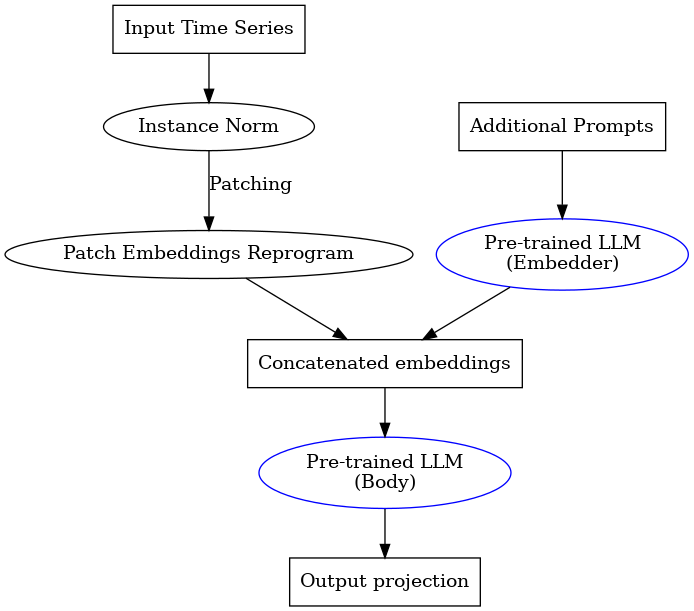 Input Time Series
Instance Norm
Additional Prompts
Patching
Patch Embeddings Reprogram
Pre-trained LLM
(Embedder)
Concatenated embeddings
Pre-trained LLM
(Body)
Output projection